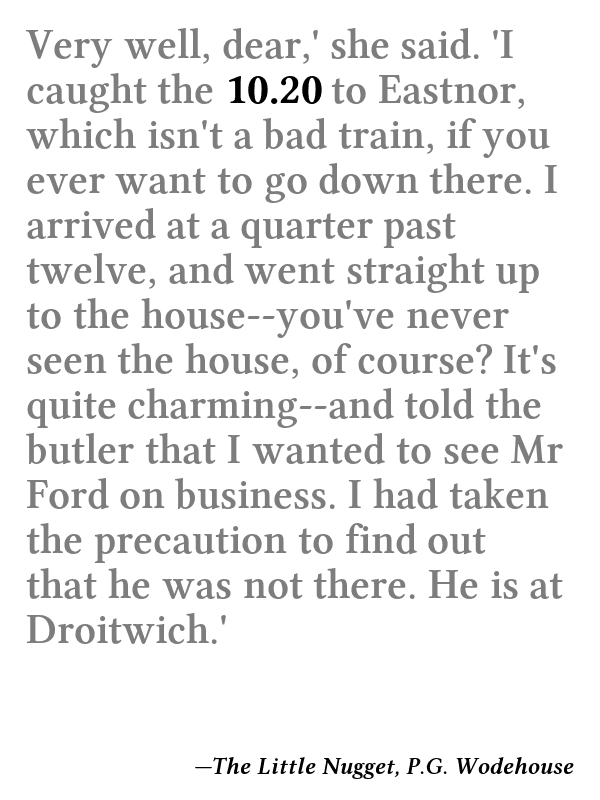 Very well, dear,' she said. 'I
caught the 10.20 to Eastnor,
which isn't a bad train, if you
ever want to go down there. I
arrived at a quarter past
twelve, and went straight up
to the house--you've never
seen the house, of course? It's
quite charming--and told the
butler that I wanted to see Mr
Ford on business. I had taken
the precaution to find out
that he was not there. He is at
Droitwich.'
—The Little Nugget, P.G. Wodehouse